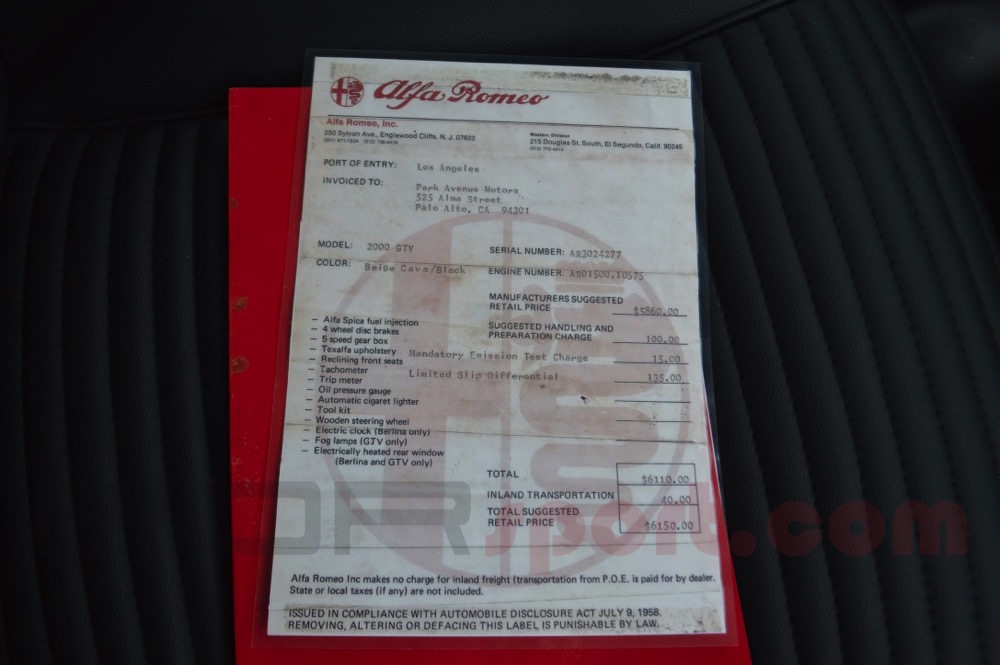 Alfa Romeo
Alfa Romeo, Inc.
250 Sylvan Ave., Englewood Cliffs, N. J. 07632
Western Division
215 Douglas St. South, El Segundo, Calif. 90245
PORT OF ENTRY: Los Angeles
INVOICED TO: Park Avenue Motors
525 Alma Street
Palo Alto, CA 94301
MODEL: 2000 GTV
SERIAL NUMBER: AR3024277
COLOR: Beige Cava/Black
ENGINE NUMBER: AR01500.10575
MANUFACTURERS SUGGESTED
RETAIL PRICE $5860.00
SUGGESTED HANDLING AND
PREPARATION CHARGE 100.00
Mandatory Emission Test Charge 15.00
Limited Slip Differential 135.00
— Alfa Spica fuel injection
— 4 wheel disc brakes
— 5 speed gear box
— Texalfa upholstery
— Reclining front seats
— Tachometer
— Trip meter
— Oil pressure gauge
— Automatic cigaret lighter
— Tool kit
— Wooden steering wheel
— Electric clock (Berlina only)
— Fog lamps (GTV only)
— Electrically heated rear window
(Berlina and GTV only)
TOTAL $6110.00
INLAND TRANSPORTATION 40.00
TOTAL SUGGESTED
RETAIL PRICE $6150.00
sport.com
Alfa Romeo Inc makes no charge for inland freight (transportation from P.O.E. is paid for by dealer.
State or local taxes (if any) are not included.
ISSUED IN COMPLIANCE WITH AUTOMOBILE DISCLOSURE ACT JULY 9, 1958.
REMOVING, ALTERING OR DEFACING THIS LABEL IS PUNISHABLE BY LAW.